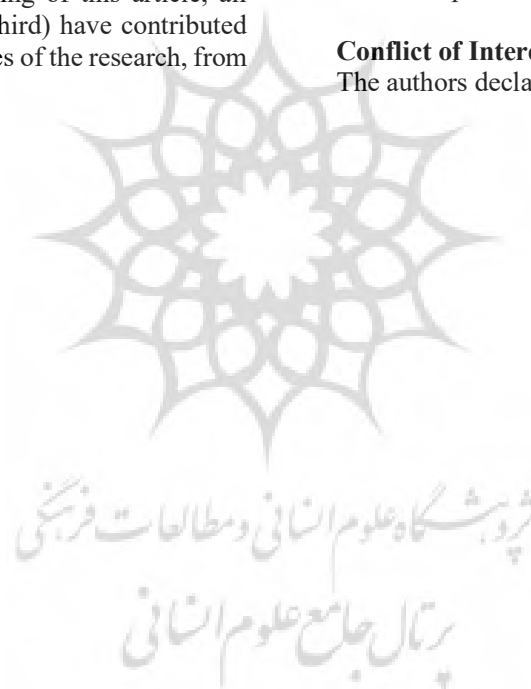 ing of this article, all
hird) have contributed
es of the research, from
Conflict of Intere
The authors decla
پژوهشگاه علوم انسانی و مطالعات فرهنگی
پرتال جامع علوم انسانی